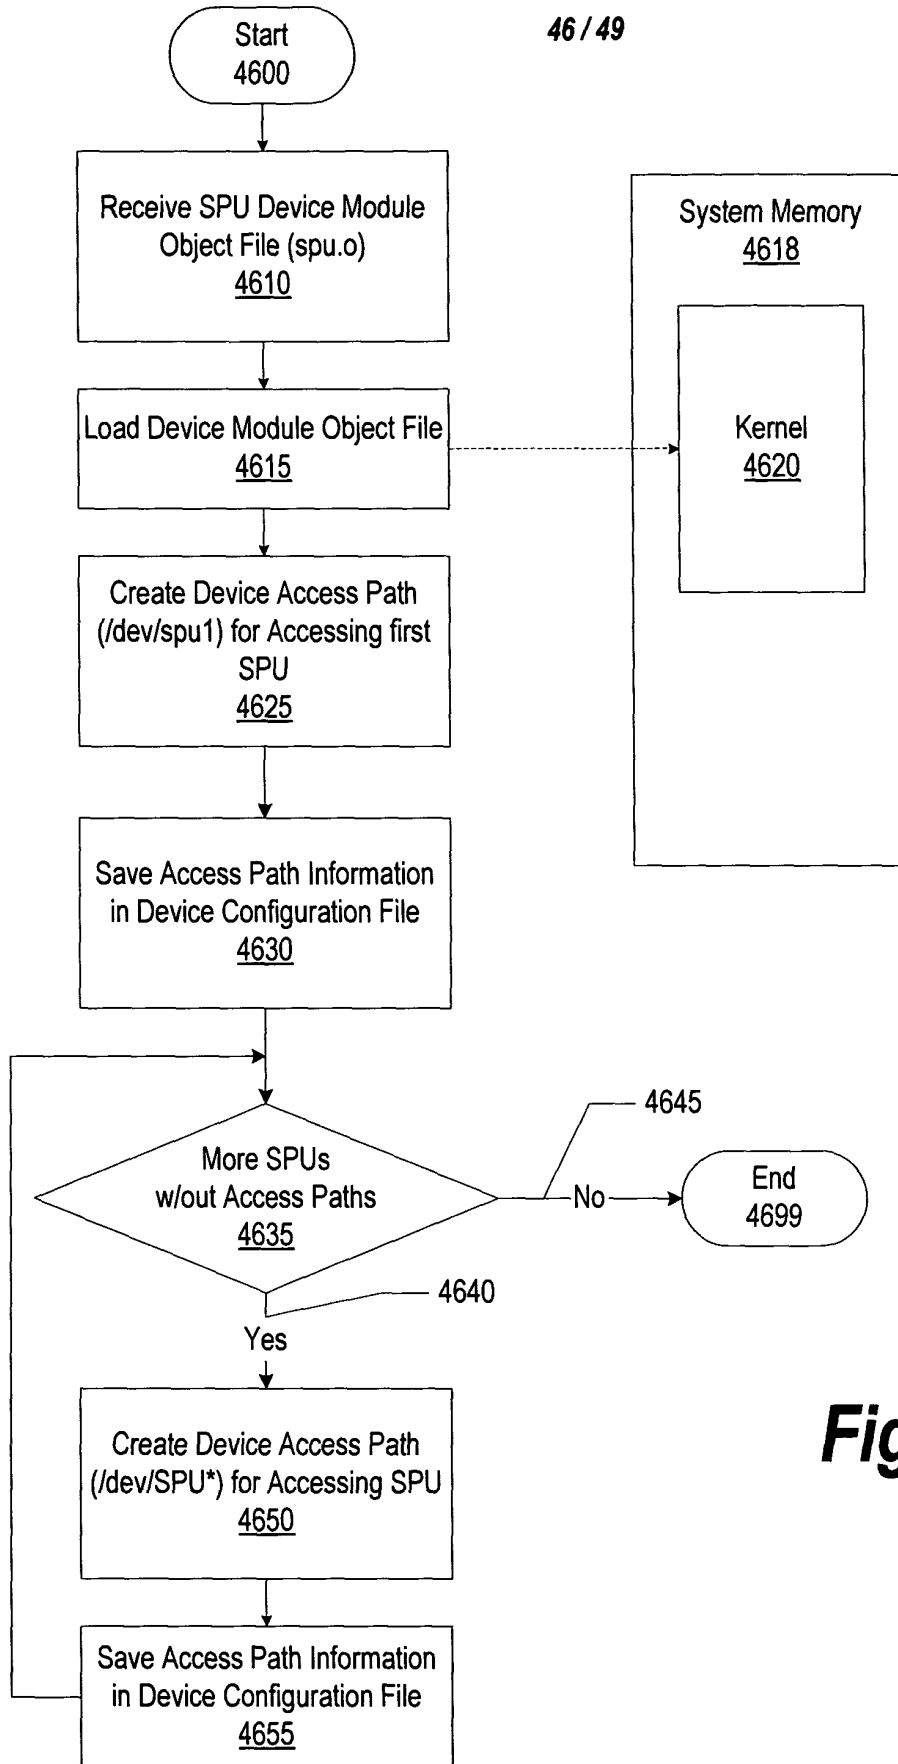 46 / 49
Start
4600
Receive SPU Device Module
Object File (spu.o)
4610
System Memory
4618
Load Device Module Object File
4615
Kernel
4620
Create Device Access Path
(/dev/spu1) for Accessing first
SPU
4625
Save Access Path Information
in Device Configuration File
4630
4645
More SPUs
w/out Access Paths
4635
No
End
4699
4640
Yes
Create Device Access Path
(/dev/SPU*) for Accessing SPU
4650
Save Access Path Information
in Device Configuration File
4655